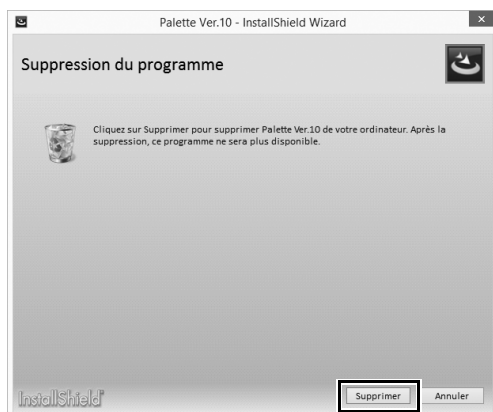 Palette Ver.10 - InstallShield Wizard
Suppression du programme
Cliquez sur Supprimer pour supprimer Palette Ver.10 de votre ordinateur. Après la
suppression, ce programme ne sera plus disponible.
InstallShield
Supprimer
Annuler